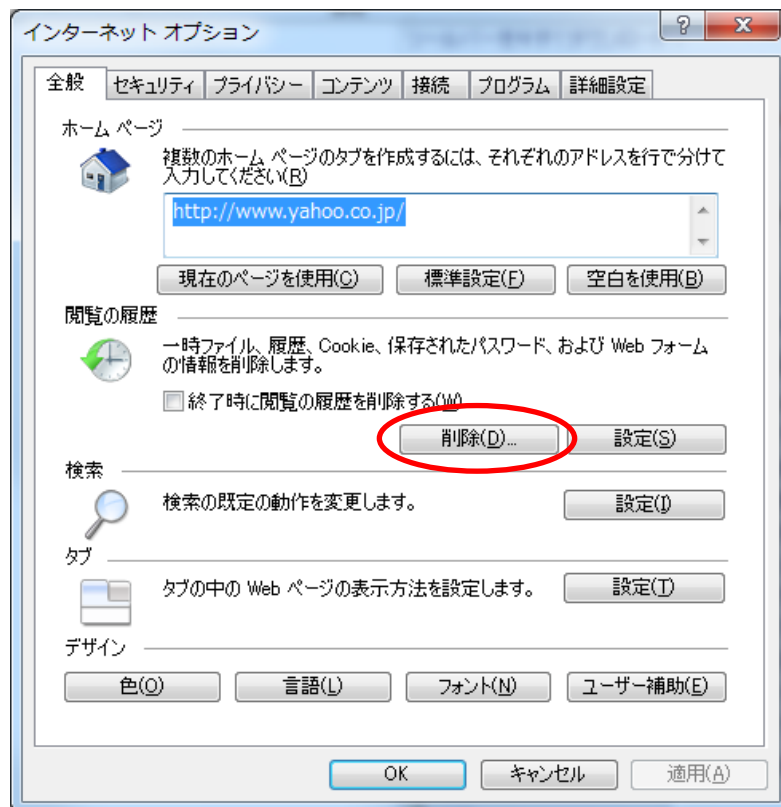 インターネット オプション
全般 セキュリティ プライバシー コンテンツ 接続 プログラム 詳細設定
ホーム ページ
複数のホーム ページのタブを作成するには、それぞれのアドレスを行で分けて
入力してください(R)
http://www.yahoo.co.jp/
現在のページを使用(C) 標準設定(F) 空白を使用(B)
閲覧の履歴
一時ファイル、履歴、Cookie、保存されたパスワード、および Web フォーム
の情報を削除します。
終了時に閲覧の履歴を削除する(W)
削除(D)... 設定(S)
検索
検索の既定の動作を変更します。 設定(I)
タブ
タブの中の Web ページの表示方法を設定します。 設定(T)
デザイン
色(O) 言語(L) フォント(N) ユーザー補助(E)
OK キャンセル 適用(A)